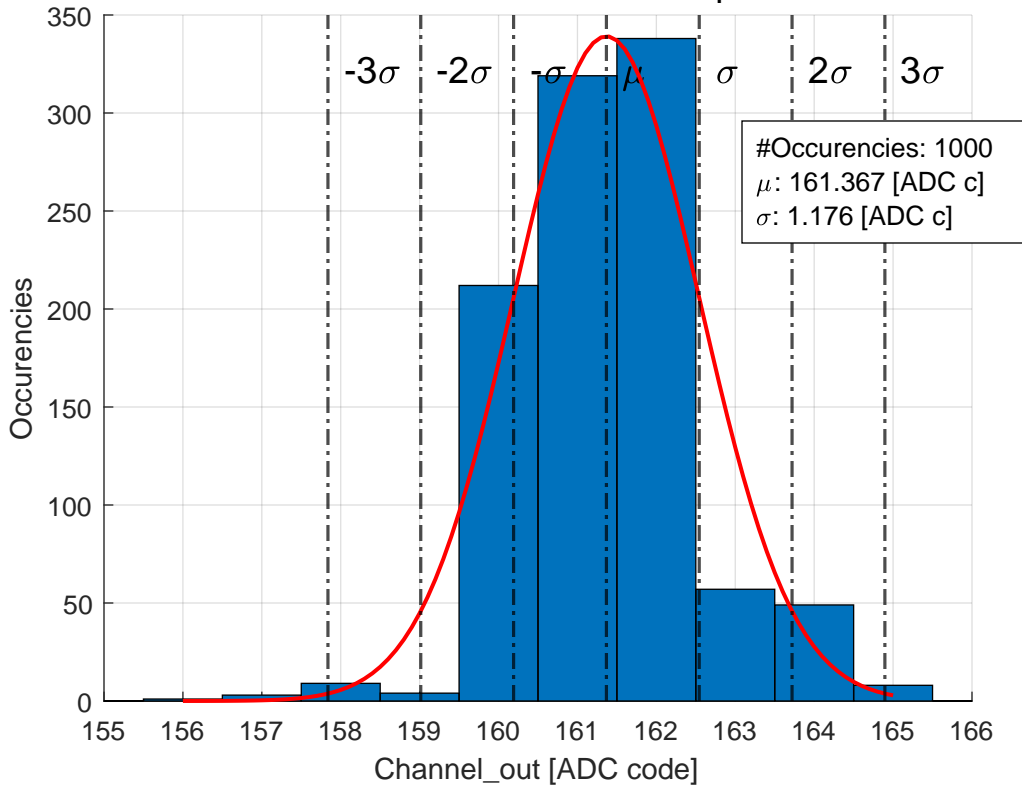 350
300
250
200
150
100
50
0
Occurencies
-3σ -2σ -σ μ σ 2σ 3σ
#Occurencies: 1000
μ: 161.367 [ADC c]
σ: 1.176 [ADC c]
155 156 157 158 159 160 161 162 163 164 165 166
Channel_out [ADC code]